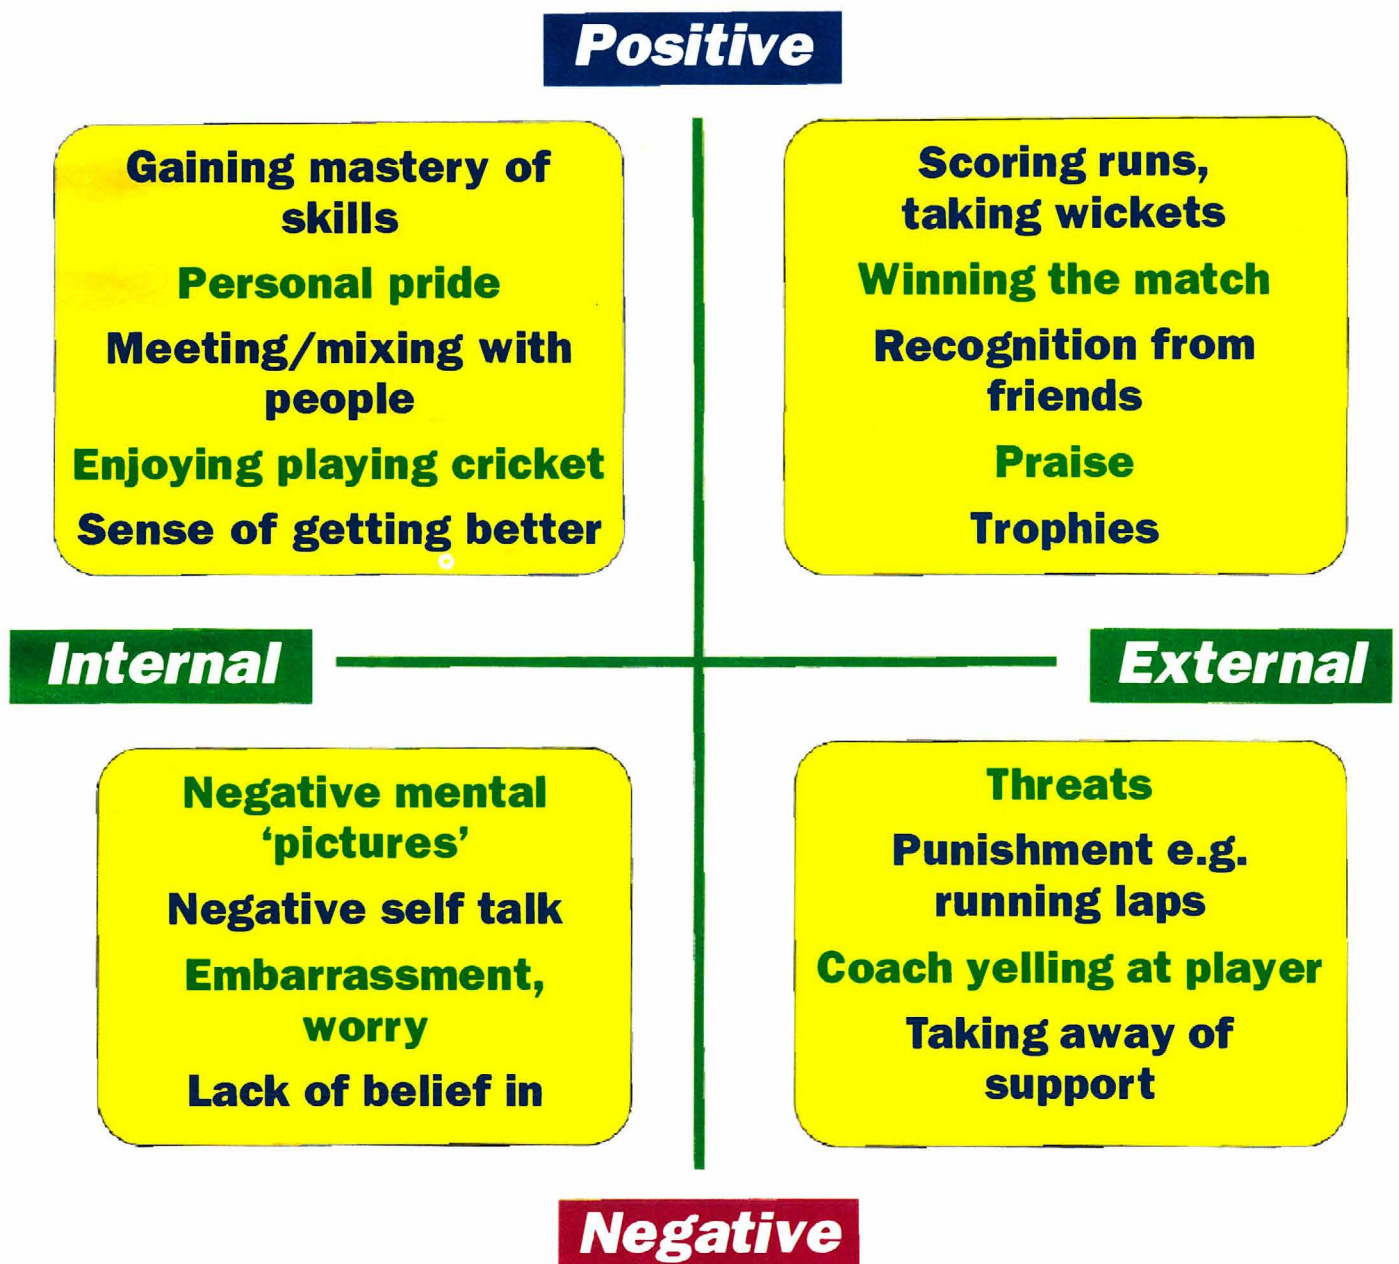 Positive
Gaining mastery of
skills
Personal pride
Meeting/mixing with
people
Enjoying playing cricket
Sense of getting better
Scoring runs,
taking wickets
Winning the match
Recognition from
friends
Praise
Trophies
Internal
External
Negative mental
‘pictures’
Negative self talk
Embarrassment,
worry
Lack of belief in
Threats
Punishment e.g.
running laps
Coach yelling at player
Taking away of
support
Negative